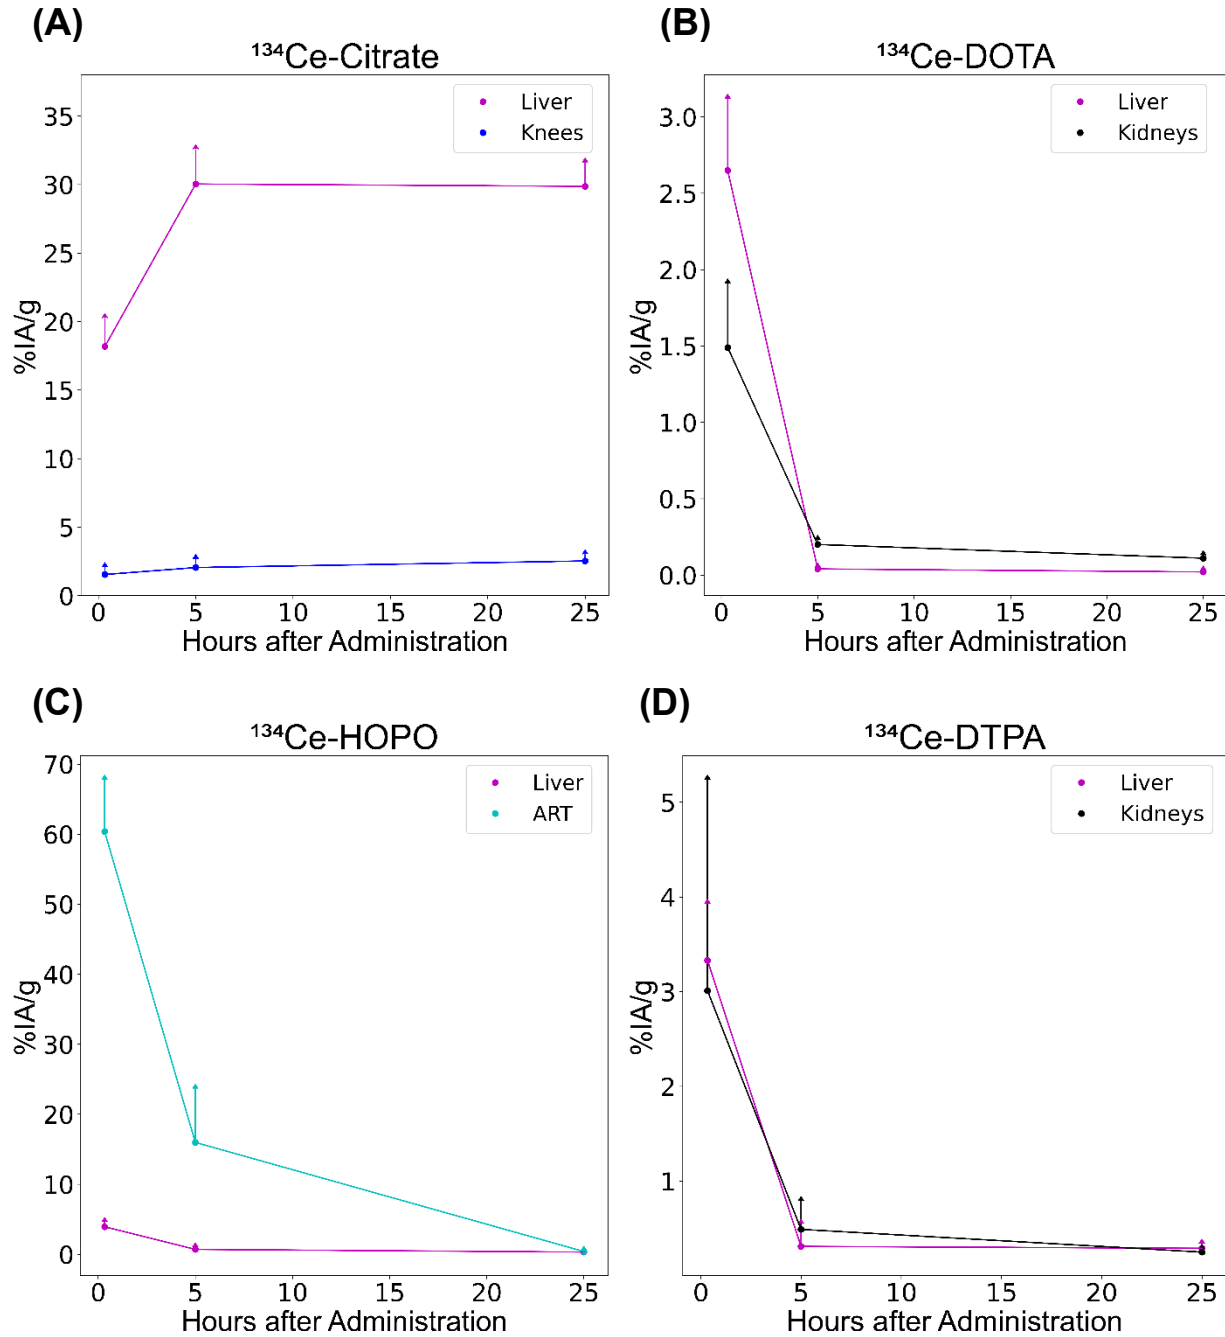 (A)
¹³⁴Ce-Citrate
Liver
Knees
35
30
25
20
15
10
5
0
%IA/g
0 5 10 15 20 25
Hours after Administration
(B)
¹³⁴Ce-DOTA
Liver
Kidneys
3.0
2.5
2.0
1.5
1.0
0.5
0.0
%IA/g
0 5 10 15 20 25
Hours after Administration
(C)
¹³⁴Ce-HOPO
Liver
ART
70
60
50
40
30
20
10
0
%IA/g
0 5 10 15 20 25
Hours after Administration
(D)
¹³⁴Ce-DTPA
Liver
Kidneys
5
4
3
2
1
%IA/g
0 5 10 15 20 25
Hours after Administration